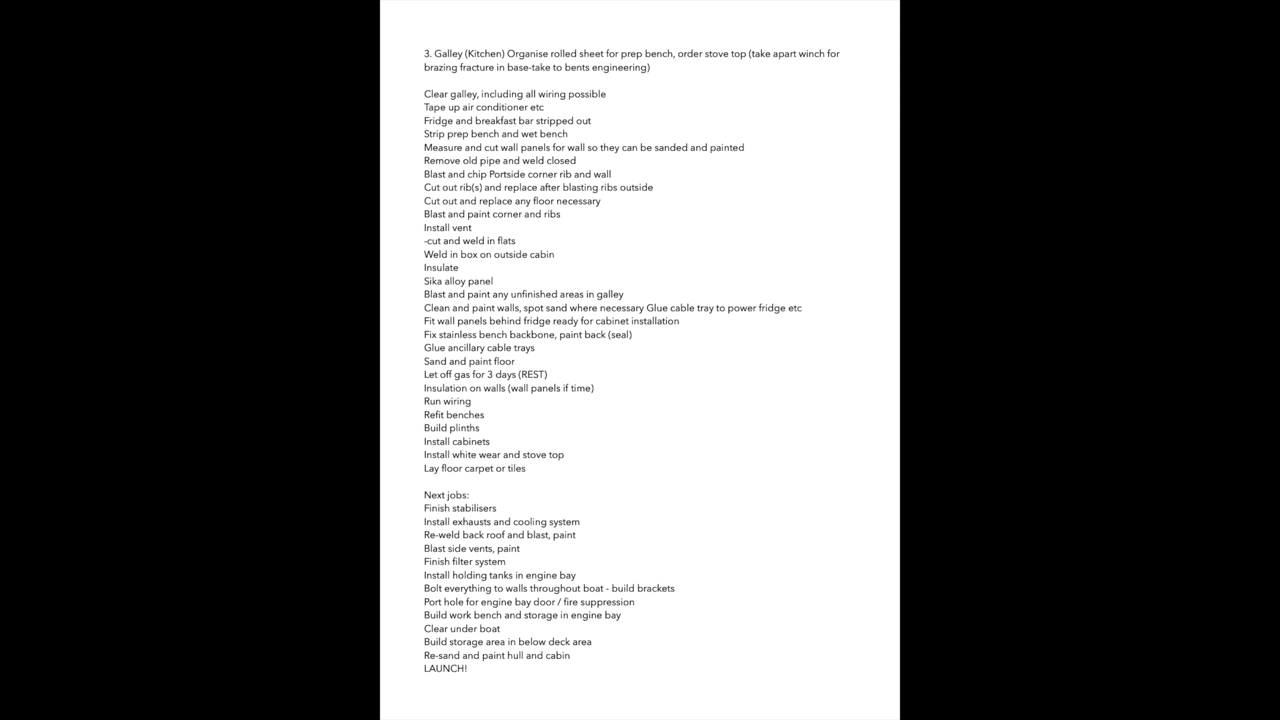 3. Galley (Kitchen) Organise rolled sheet for prep bench, order stove top (take apart winch for
brazing fracture in base-take to bents engineering)
Clear galley, including all wiring possible
Tape up air conditioner etc
Fridge and breakfast bar stripped out
Strip prep bench and wet bench
Measure and cut wall panels for wall so they can be sanded and painted
Remove old pipe and weld closed
Blast and chip Portside corner rib and wall
Cut out rib(s) and replace after blasting ribs outside
Cut out and replace any floor necessary
Blast and paint corner and ribs
Install vent
-cut and weld in flats
Weld in box on outside cabin
Insulate
Sika alloy panel
Blast and paint any unfinished areas in galley
Clean and paint walls, spot sand where necessary Glue cable tray to power fridge etc
Fit wall panels behind fridge ready for cabinet installation
Fix stainless bench backbone, paint back (seal)
Glue ancillary cable trays
Sand and paint floor
Let off gas for 3 days (REST)
Insulation on walls (wall panels if time)
Run wiring
Refit benches
Build plinths
Install cabinets
Install white wear and stove top
Lay floor carpet or tiles
Next jobs:
Finish stabilisers
Install exhausts and cooling system
Re-weld back roof and blast, paint
Blast side vents, paint
Finish filter system
Install holding tanks in engine bay
Bolt everything to walls throughout boat - build brackets
Port hole for engine bay door / fire suppression
Build work bench and storage in engine bay
Clear under boat
Build storage area in below deck area
Re-sand and paint hull and cabin
LAUNCH!